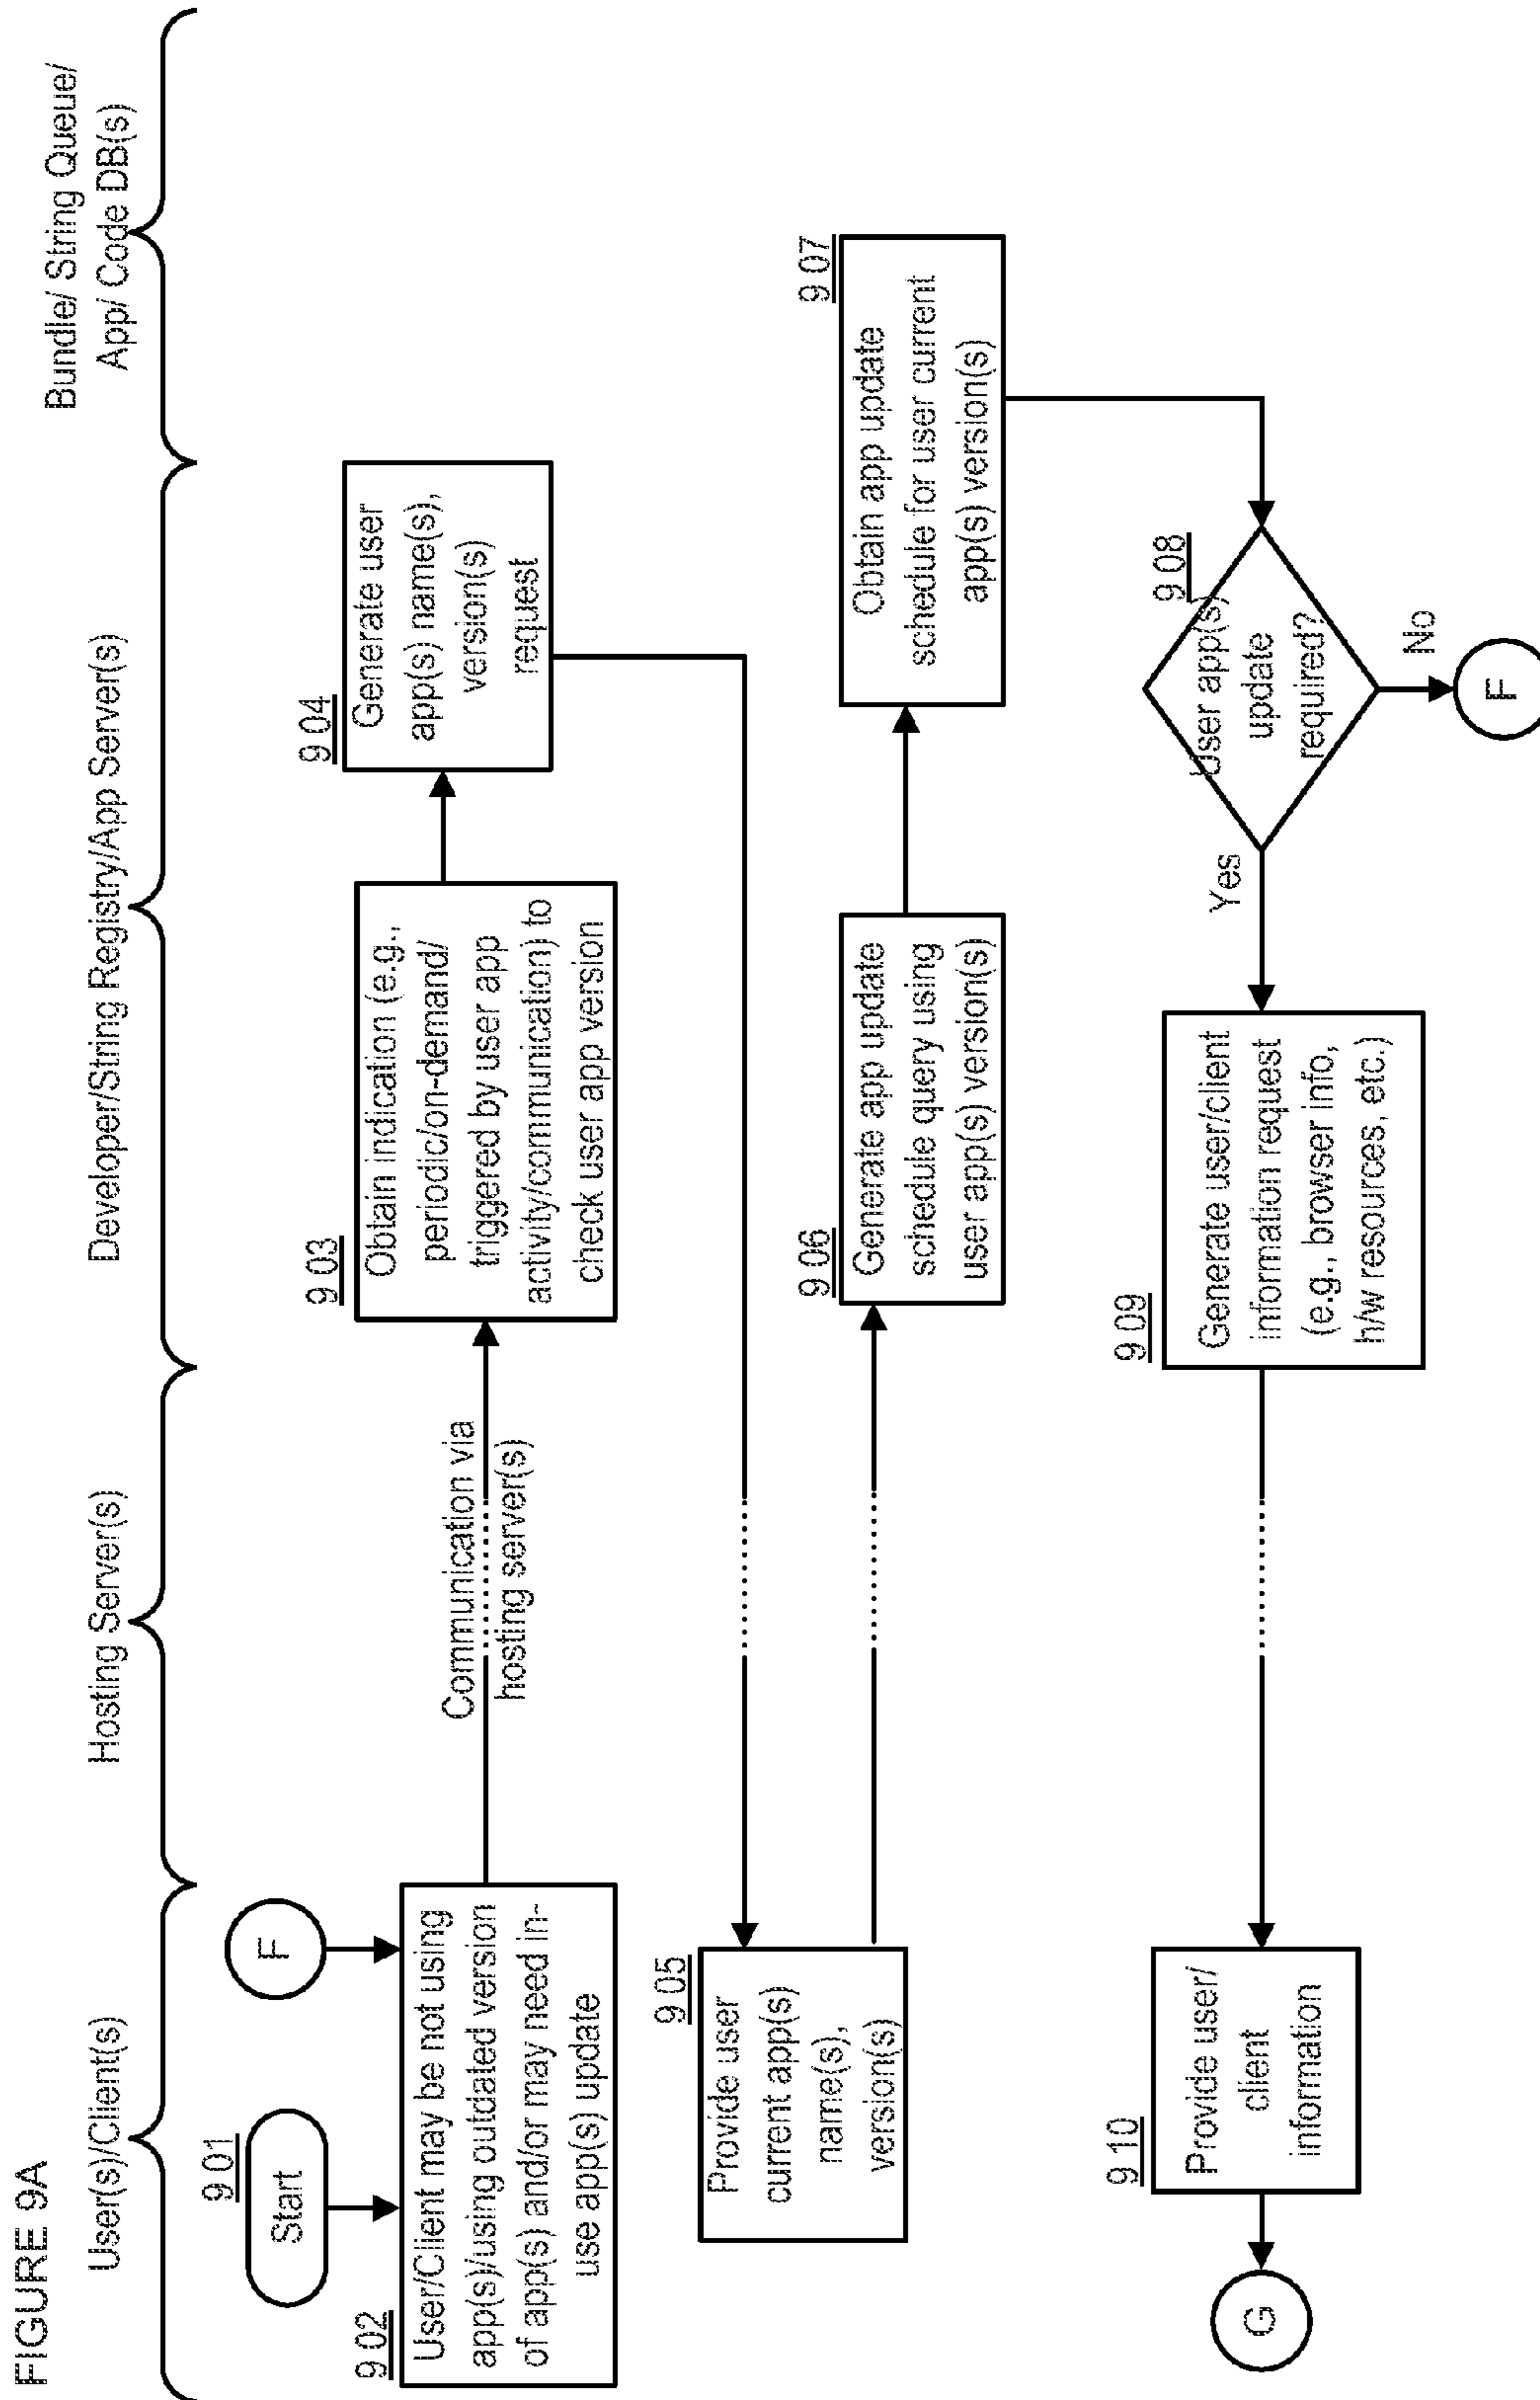 FIGURE 9A
User(s)/Client(s)
Hosting Server(s)
Developer/String Registry/App Server(s)
Bundle/ String Queue/
App/ Code DB(s)
9 01
Start
F
9 02
User/Client may be not using
app(s)/using outdated version
of app(s) and/or may need in-
use app(s) update
Communication via
hosting server(s)
9 03
Obtain indication (e.g.,
periodic/on-demand/
triggered by user app
activity/communication) to
check user app version
9 04
Generate user
app(s) name(s),
version(s)
request
9 05
Provide user
current app(s)
name(s),
version(s)
9 06
Generate app update
schedule query using
user app(s) version(s)
9 07
Obtain app update
schedule for user current
app(s) version(s)
9 08
User app(s)
update
required?
Yes
No
F
9 09
Generate user/client
information request
(e.g., browser info,
h/w resources, etc.)
9 10
Provide user/
client
information
G